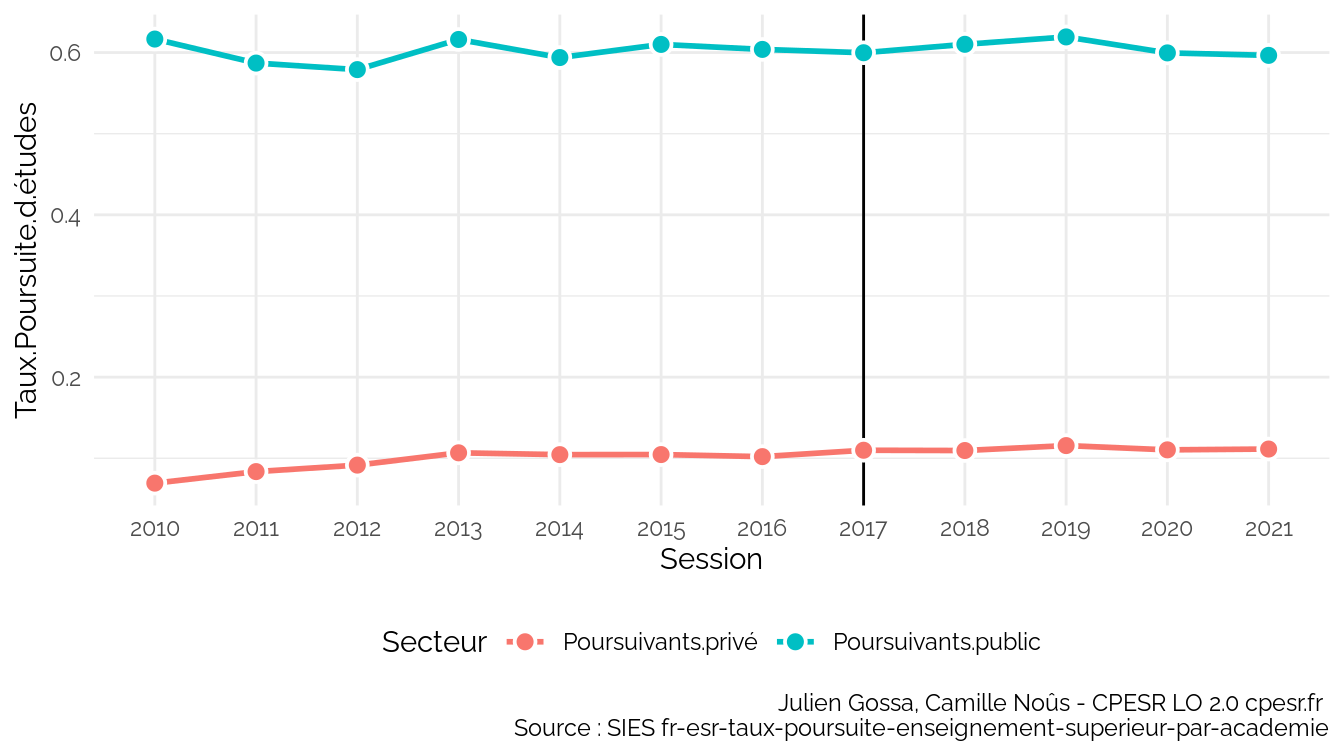 Taux.Poursuite.d.études
0.6
0.4
0.2
2010 2011 2012 2013 2014 2015 2016 2017 2018 2019 2020 2021
Session
Secteur Poursuivants.privé Poursuivants.public
Julien Gossa, Camille Noûs - CPESR LO 2.0 cpesr.fr
Source : SIES fr-esr-taux-poursuite-enseignement-superieur-par-academie